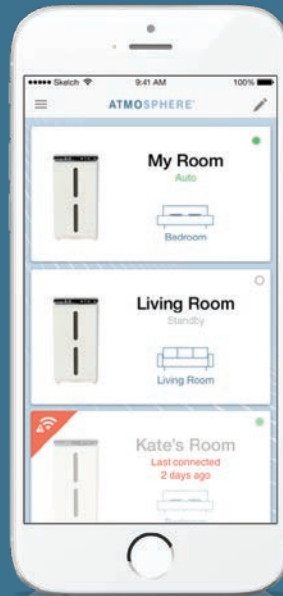 Sketch 9:41 AM 100%
ATMOSPHERE
My Room
Auto
Bedroom
Living Room
Standby
Living Room
Kate's Room
Last connected
2 days ago